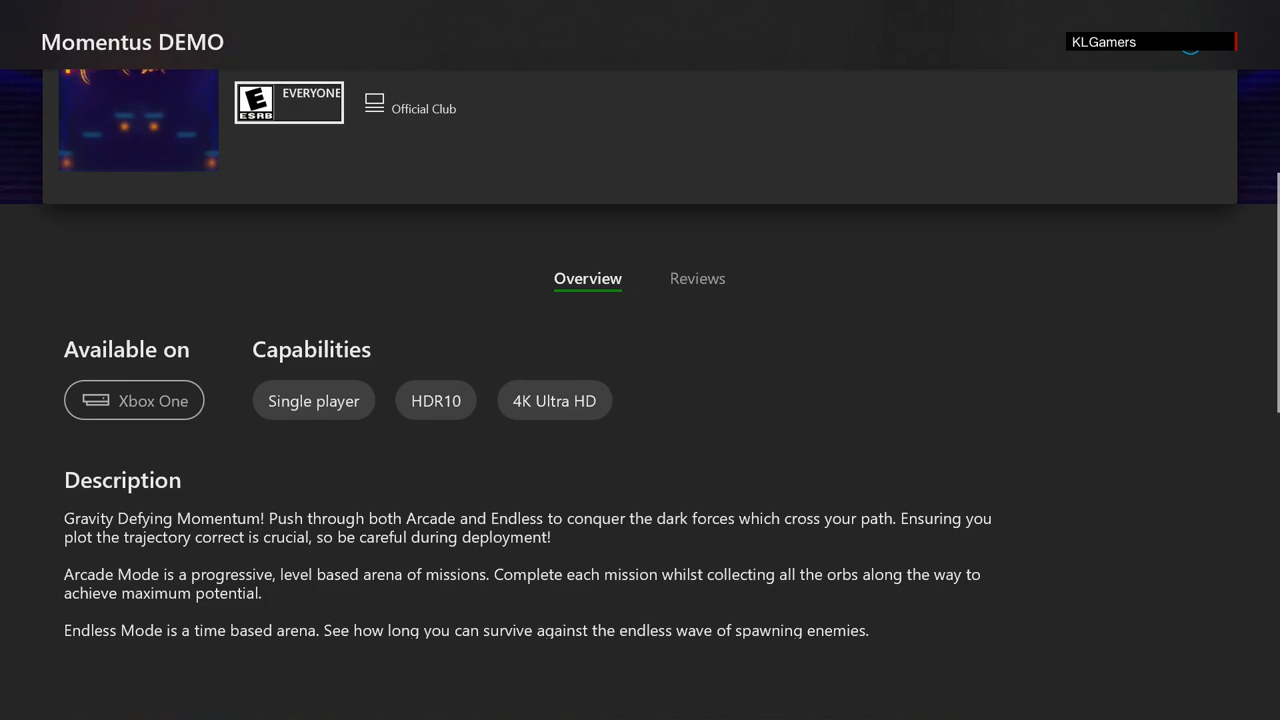 Momentus DEMO
KLGamers
E
ESRB
EVERYONE
Official Club
Overview
Reviews
Available on
Capabilities
Xbox One
Single player
HDR10
4K Ultra HD
Description
Gravity Defying Momentum! Push through both Arcade and Endless to conquer the dark forces which cross your path. Ensuring you
plot the trajectory correct is crucial, so be careful during deployment!
Arcade Mode is a progressive, level based arena of missions. Complete each mission whilst collecting all the orbs along the way to
achieve maximum potential.
Endless Mode is a time based arena. See how long you can survive against the endless wave of spawning enemies.